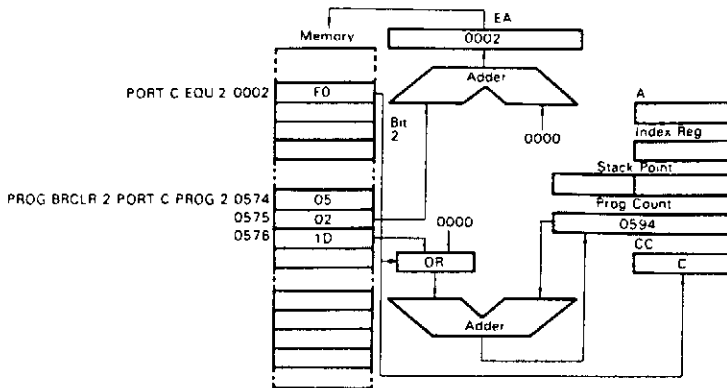 EA
Memory
0002
Adder
PORT C EQU 2 0002
F0
Bit
2
0000
A
Index Reg
Stack Point
PROG BRCLR 2 PORT C PROG 2 0574
05
Prog Count
0575
02
0000
0594
0576
1D
CC
OR
C
Adder